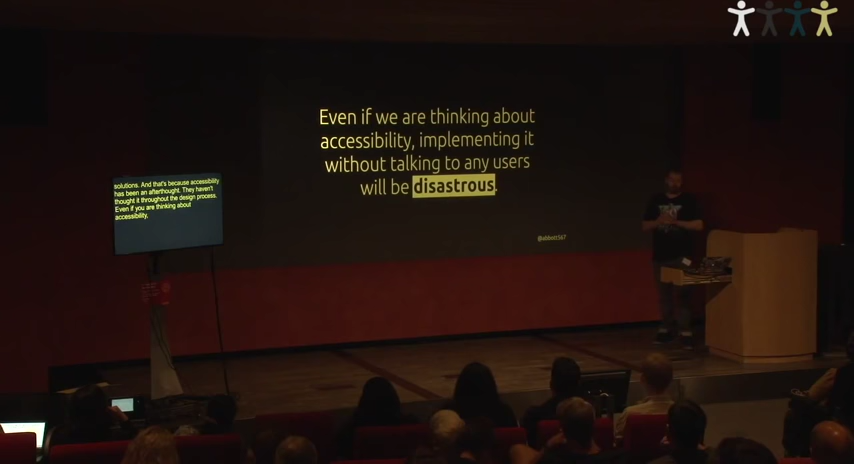 Even if we are thinking about
accessibility, implementing it
without talking to any users
will be disastrous.
@abbott567
solutions. And that's because accessibility
has been an afterthought. They haven't
thought it throughout the design process.
Even if you are thinking about
accessibility,